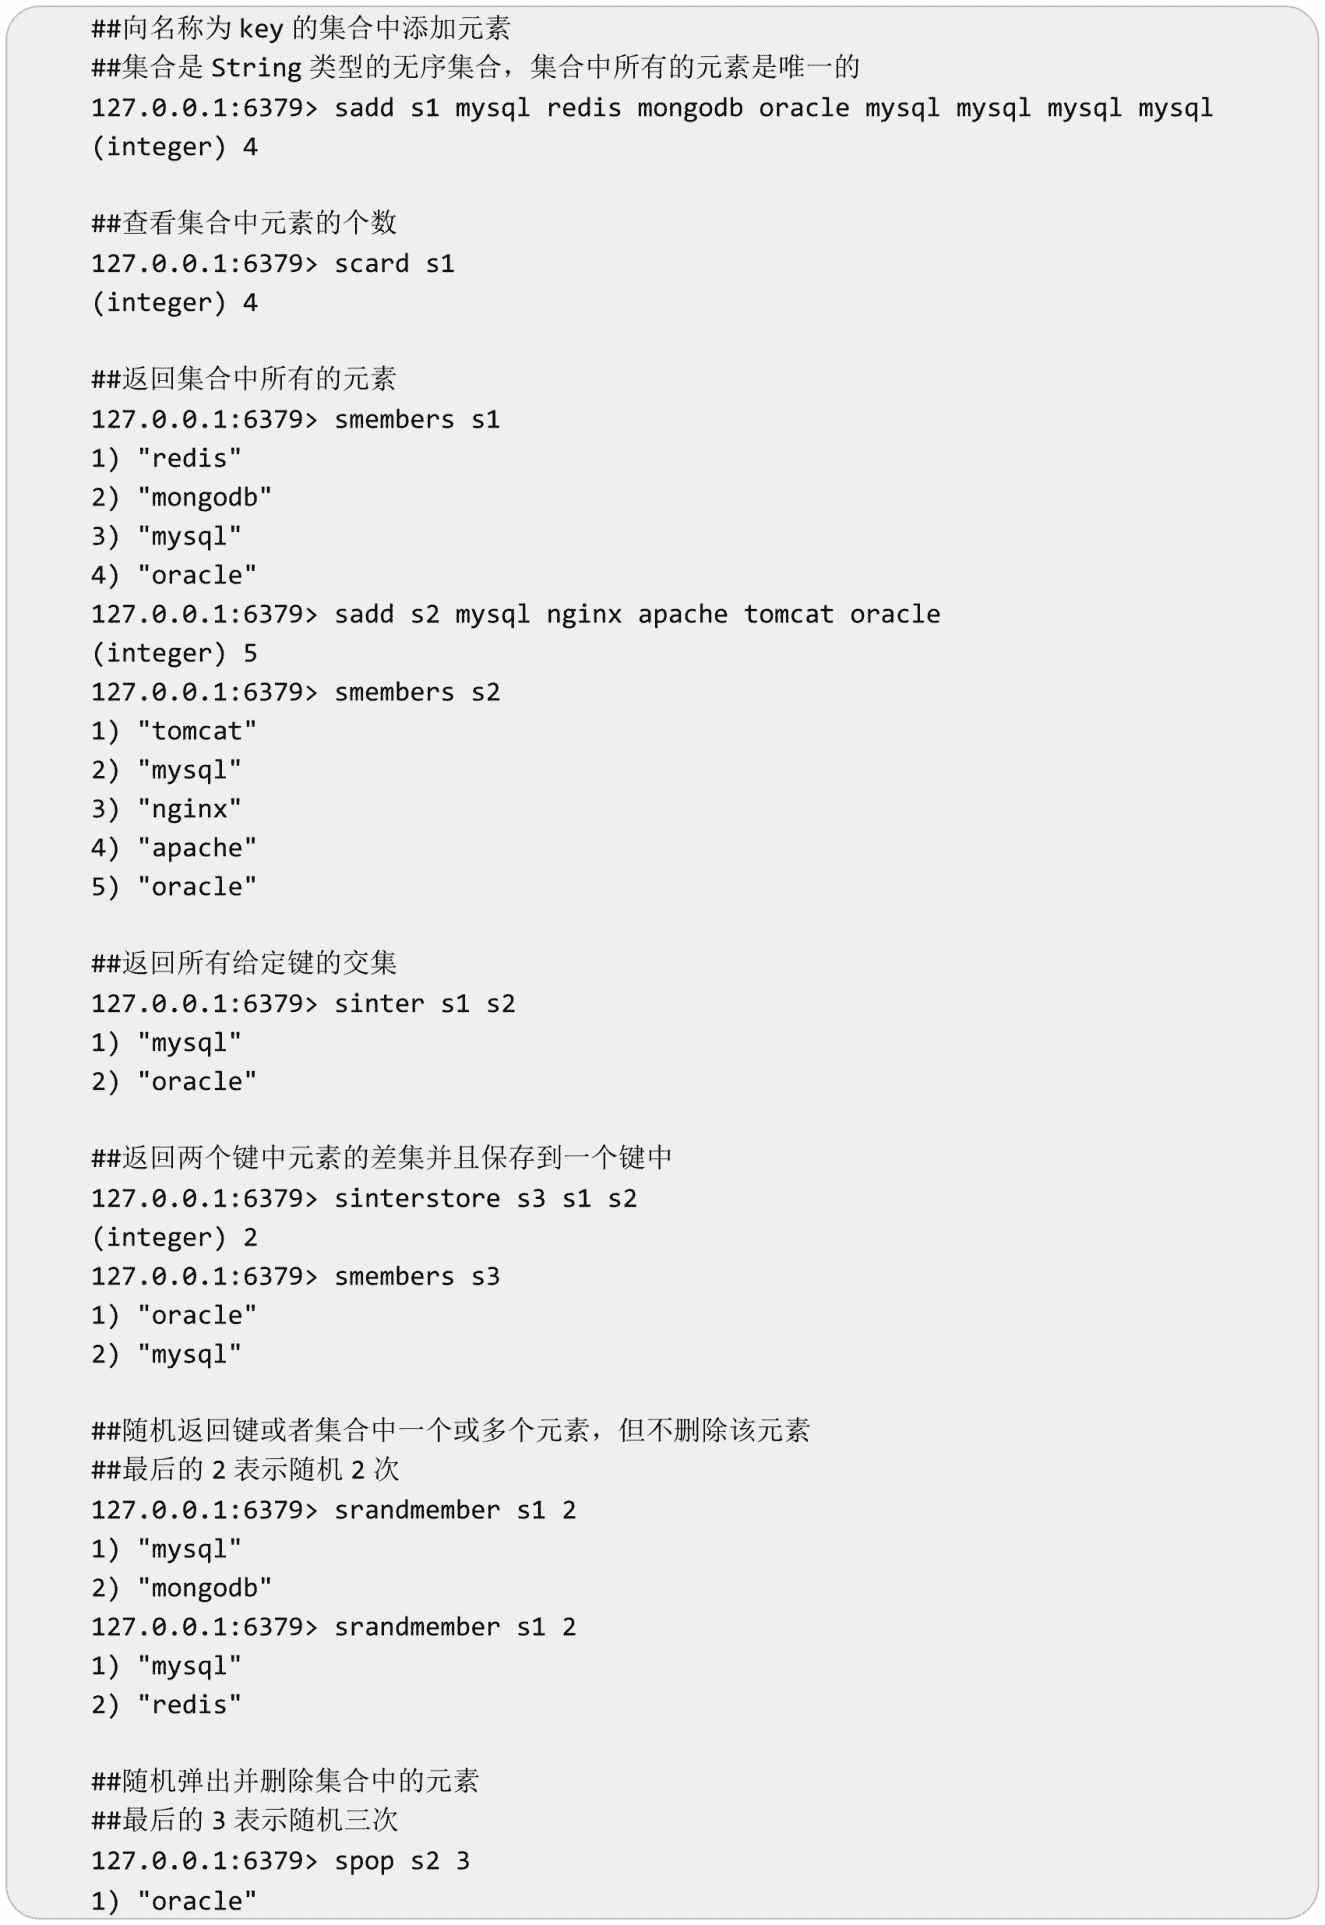 ##向名称为 key 的集合中添加元素
##集合是 String 类型的无序集合，集合中所有的元素是唯一的
127.0.0.1:6379> sadd s1 mysql redis mongodb oracle mysql mysql mysql mysql
(integer) 4
##查看集合中元素的个数
127.0.0.1:6379> scard s1
(integer) 4
##返回集合中所有的元素
127.0.0.1:6379> smembers s1
1) "redis"
2) "mongodb"
3) "mysql"
4) "oracle"
127.0.0.1:6379> sadd s2 mysql nginx apache tomcat oracle
(integer) 5
127.0.0.1:6379> smembers s2
1) "tomcat"
2) "mysql"
3) "nginx"
4) "apache"
5) "oracle"
##返回所有给定键的交集
127.0.0.1:6379> sinter s1 s2
1) "mysql"
2) "oracle"
##返回两个键中元素的差集并且保存到一个键中
127.0.0.1:6379> sinterstore s3 s1 s2
(integer) 2
127.0.0.1:6379> smembers s3
1) "oracle"
2) "mysql"
##随机返回键或者集合中一个或多个元素，但不删除该元素
##最后的 2 表示随机 2 次
127.0.0.1:6379> srandmember s1 2
1) "mysql"
2) "mongodb"
127.0.0.1:6379> srandmember s1 2
1) "mysql"
2) "redis"
##随机弹出并删除集合中的元素
##最后的 3 表示随机三次
127.0.0.1:6379> spop s2 3
1) "oracle"